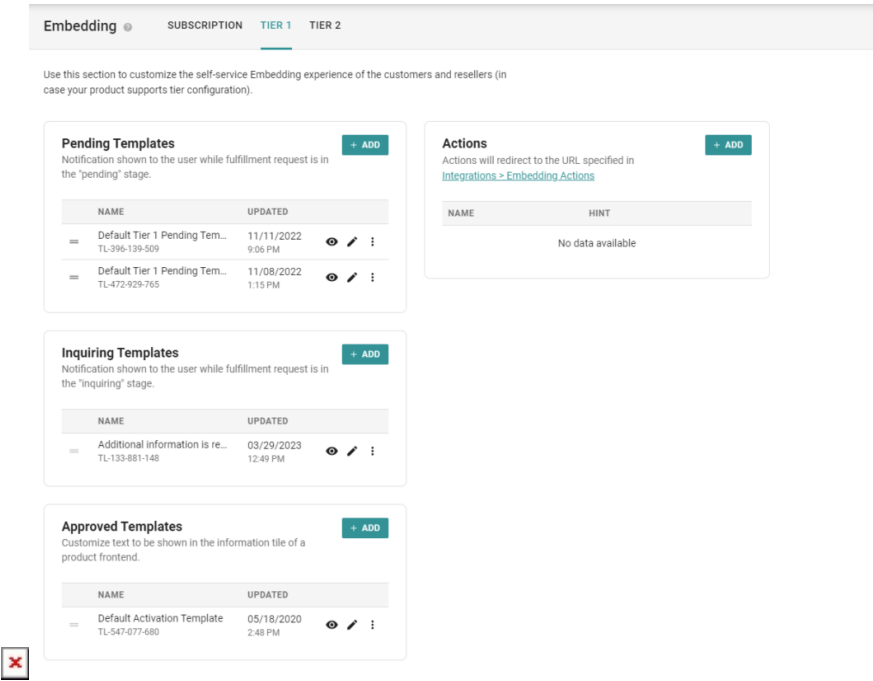 Embedding
SUBSCRIPTION TIER 1 TIER 2
Use this section to customize the self-service Embedding experience of the customers and resellers (in
case your product supports tier configuration).
Pending Templates
+ ADD
Notification shown to the user while fulfillment request is in
the "pending" stage.
NAME UPDATED
Default Tier 1 Pending Tem... 11/11/2022
TL-396-139-509 9:06 PM
Default Tier 1 Pending Temp... 11/08/2022
TL-472-929-765 1:15 PM
Inquiring Templates
+ ADD
Notification shown to the user while fulfillment request is in
the "inquiring" stage.
NAME UPDATED
Additional information is re... 03/29/2023
TL-133-881-148 12:49 PM
Approved Templates
+ ADD
Customize text to be shown in the information tile of a
product frontend.
NAME UPDATED
Default Activation Template 05/18/2020
TL-547-077-680 2:48 PM
Actions
+ ADD
Actions will redirect to the URL specified in
Integrations > Embedding Actions
NAME HINT
No data available